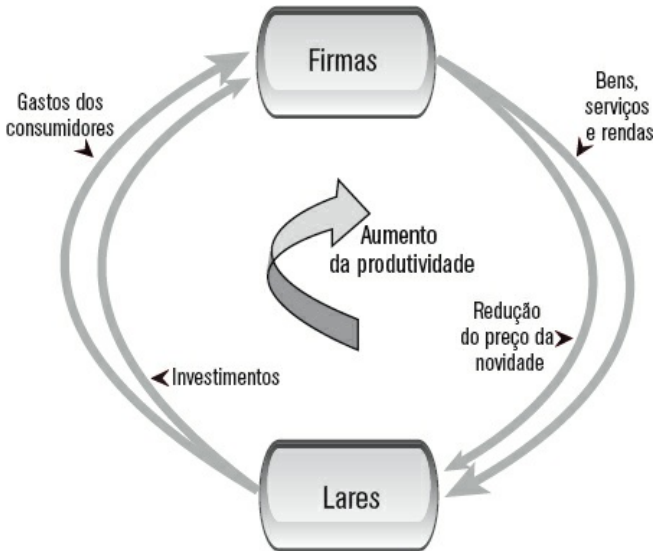 Firmas
Gastos dos
consumidores
Bens,
serviços
e rendas
Aumento
da produtividade
Redução
do preço da
novidade
Investimentos
Lares